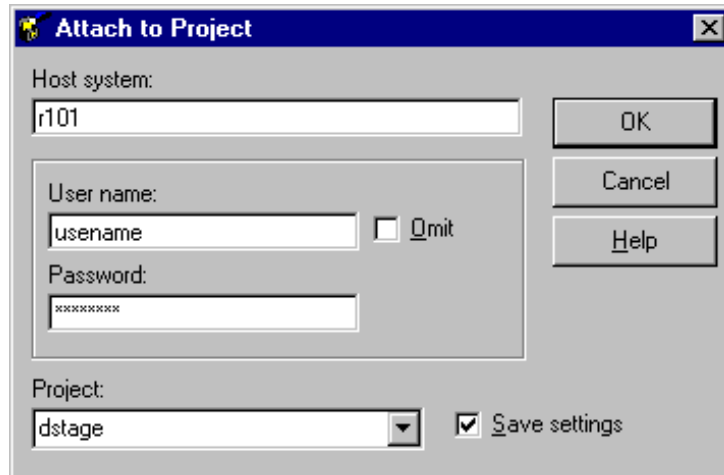 Attach to Project
Host system:
r101
OK
User name:
usename
Omit
Cancel
Password:
********
Help
Project:
dstage
Save settings